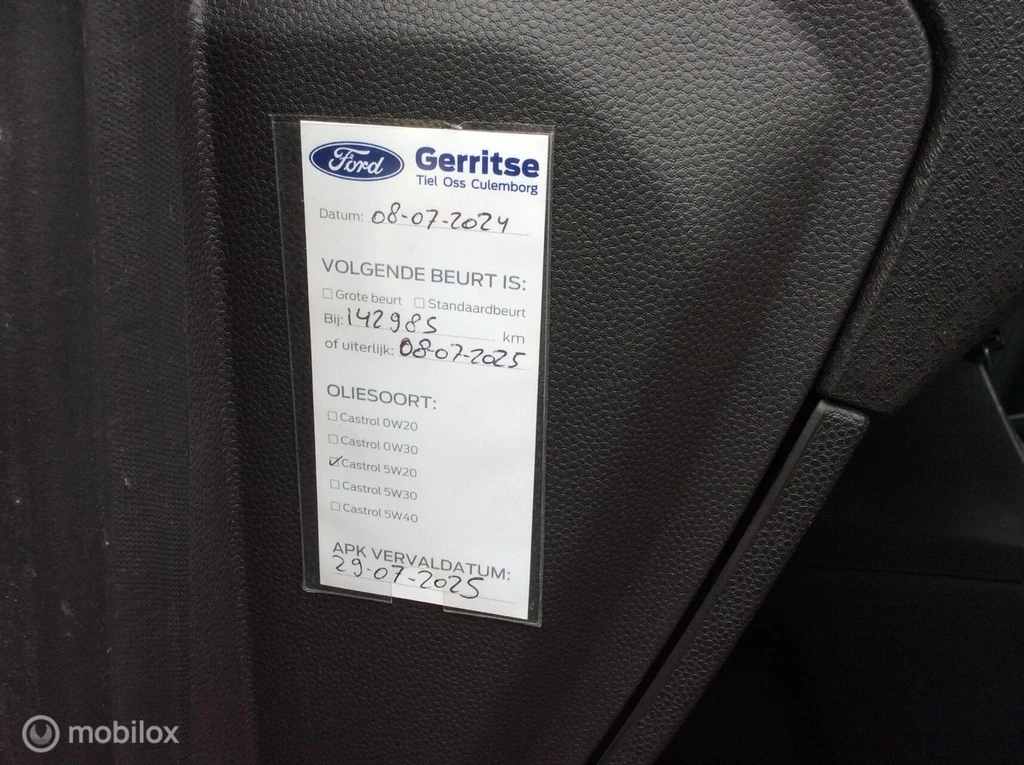 Ford Gerritse
Tiel Oss Culemborg
Datum: 08-07-2024
VOLGENDE BEURT IS:
☐ Grote beurt ☐ Standaardbeurt
Bij: 142985 km
of uiterlijk: 08-07-2025
OLIESOORT:
☐ Castrol 0W20
☐ Castrol 0W30
☑ Castrol 5W20
☐ Castrol 5W30
☐ Castrol 5W40
APK VERVALDATUM:
29-07-2025
mobilox